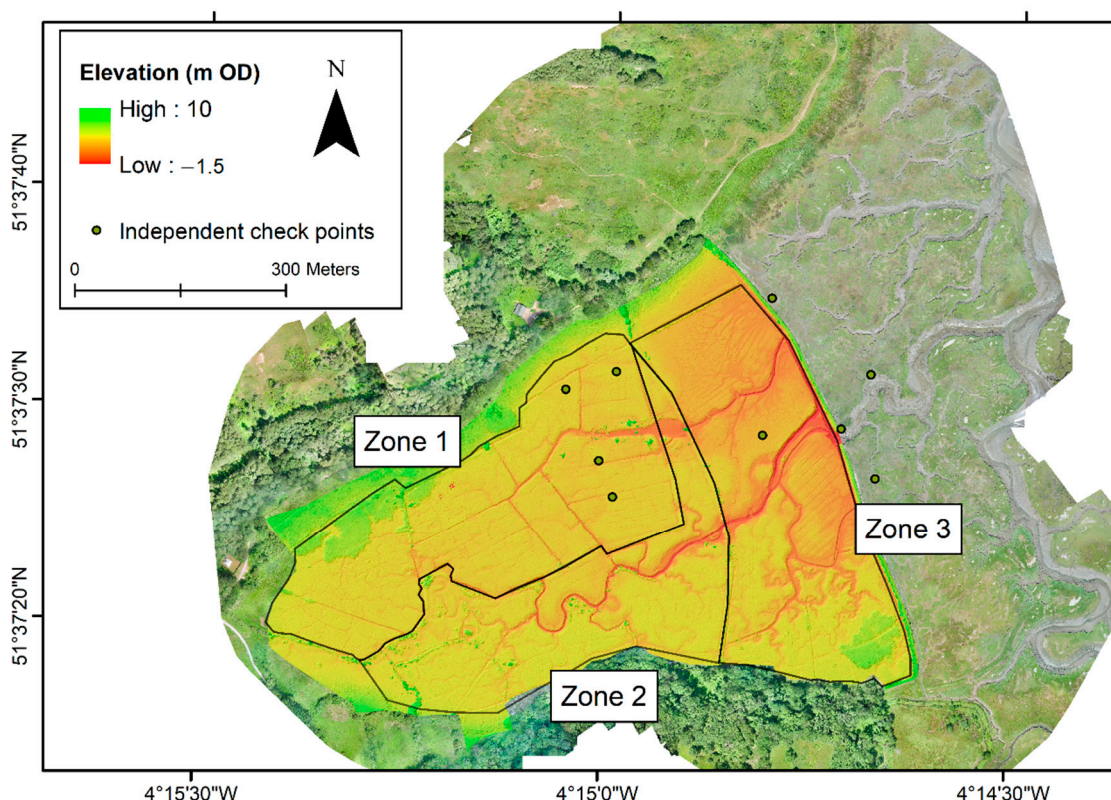 Elevation (m OD)
N
High : 10
Low : −1.5
Independent check points
0
300 Meters
51°37'40"N
51°37'30"N
51°37'20"N
Zone 1
Zone 3
Zone 2
4°15'30"W
4°15'0"W
4°14'30"W